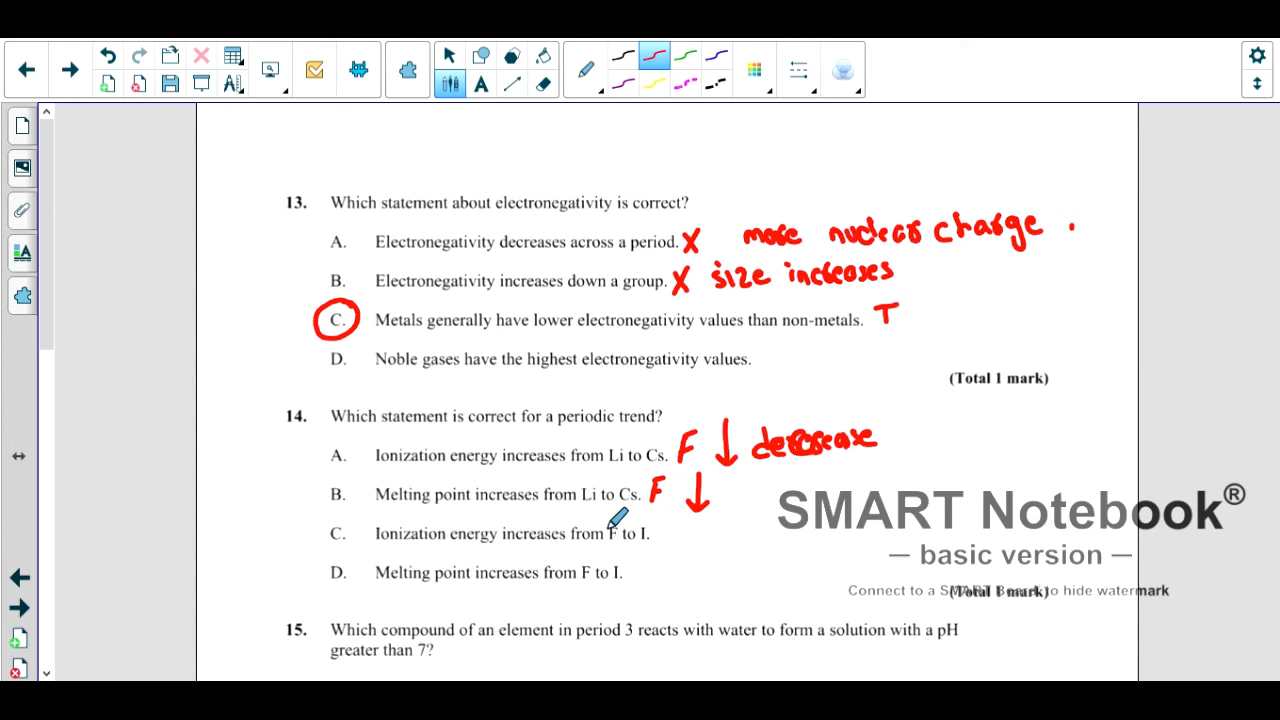 13. Which statement about electronegativity is correct?
A. Electronegativity decreases across a period. X more nuclear charge .
B. Electronegativity increases down a group. X size increases
C. Metals generally have lower electronegativity values than non-metals. T
D. Noble gases have the highest electronegativity values.
(Total 1 mark)
14. Which statement is correct for a periodic trend?
A. Ionization energy increases from Li to Cs. F ↓ decrease
B. Melting point increases from Li to Cs. F ↓
C. Ionization energy increases from F to I.
D. Melting point increases from F to I.
(Total 1 mark)
SMART Notebook®
— basic version —
Connect to a SMART Board to hide watermark
15. Which compound of an element in period 3 reacts with water to form a solution with a pH
greater than 7?